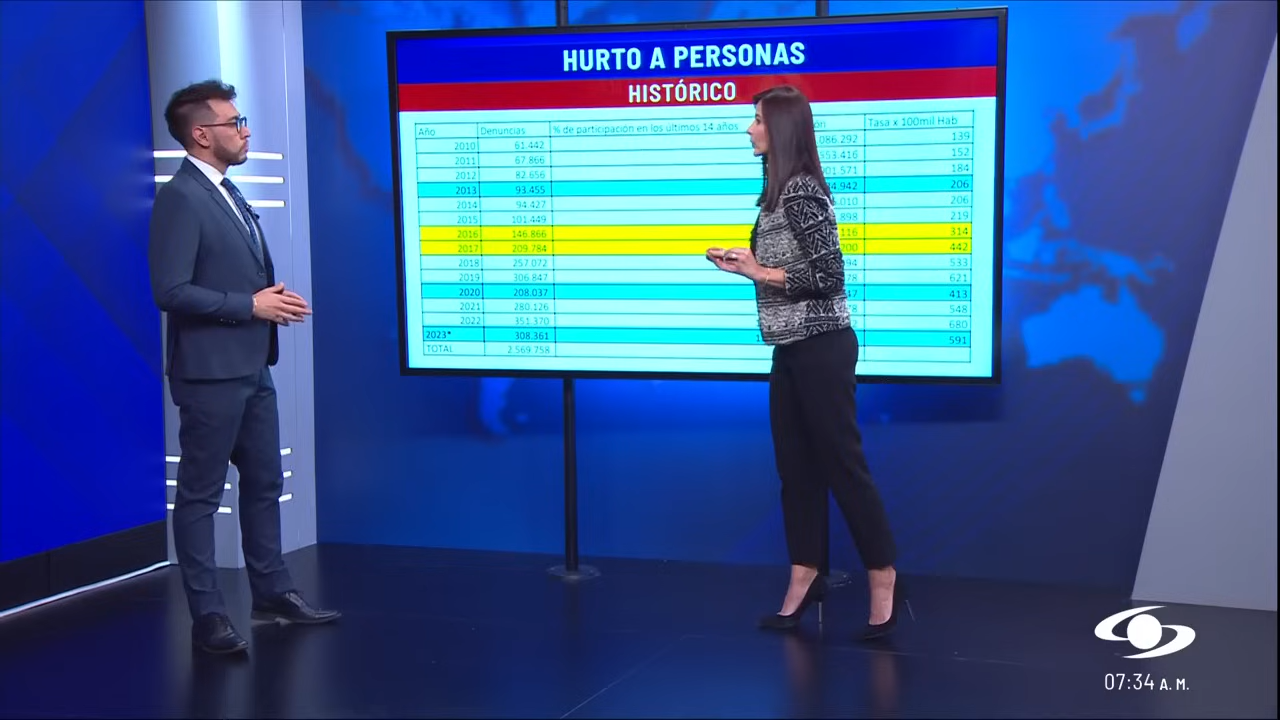 HURTO A PERSONAS
HISTÓRICO
Año Denuncias % de participación en los ultimos 14 años Tasa x 100mil Hab
2010 61.442 139
2011 67.866 152
2012 82.656 184
2013 93.455 206
2014 94.427 206
2015 101.449 219
2016 146.866 314
2017 209.784 442
2018 257.072 533
2019 306.847 621
2020 208.037 413
2021 280.126 548
2022 351.370 680
2023* 308.361 591
TOTAL 2.569.758
07:34 A. M.